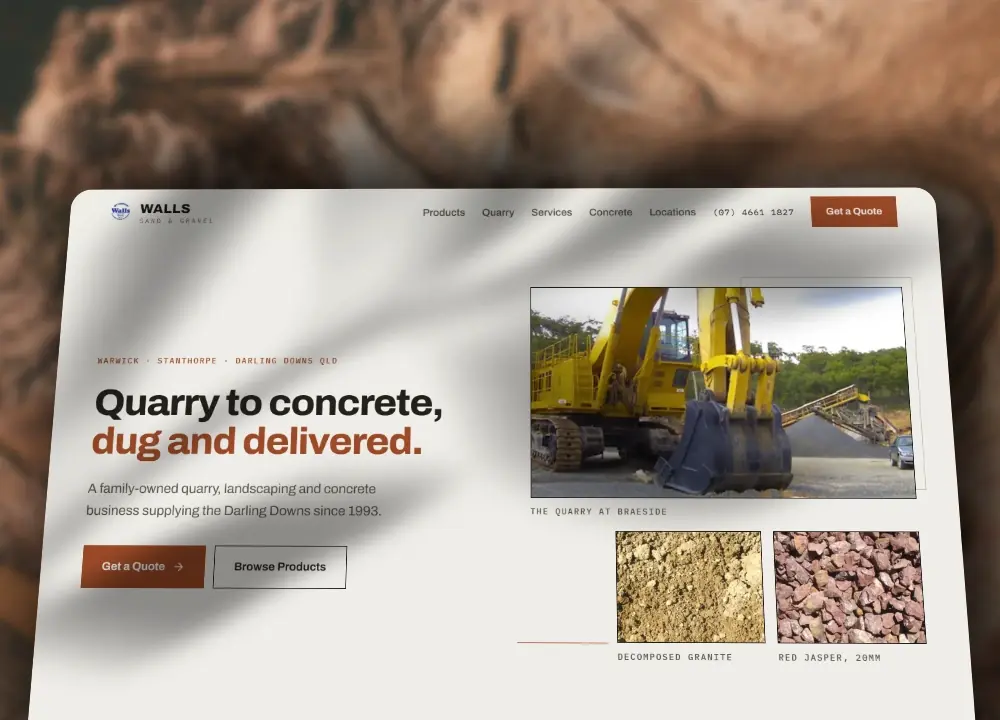 Walls
WALLS
SAND & GRAVEL
Products
Quarry
Services
Concrete
Locations
(07) 4661 1827
Get a Quote
WARWICK · STANTHORPE · DARLING DOWNS QLD
Quarry to concrete,
dug and delivered.
A family-owned quarry, landscaping and concrete
business supplying the Darling Downs since 1993.
Get a Quote →
Browse Products
THE QUARRY AT BRAESIDE
DECOMPOSED GRANITE
RED JASPER, 20MM